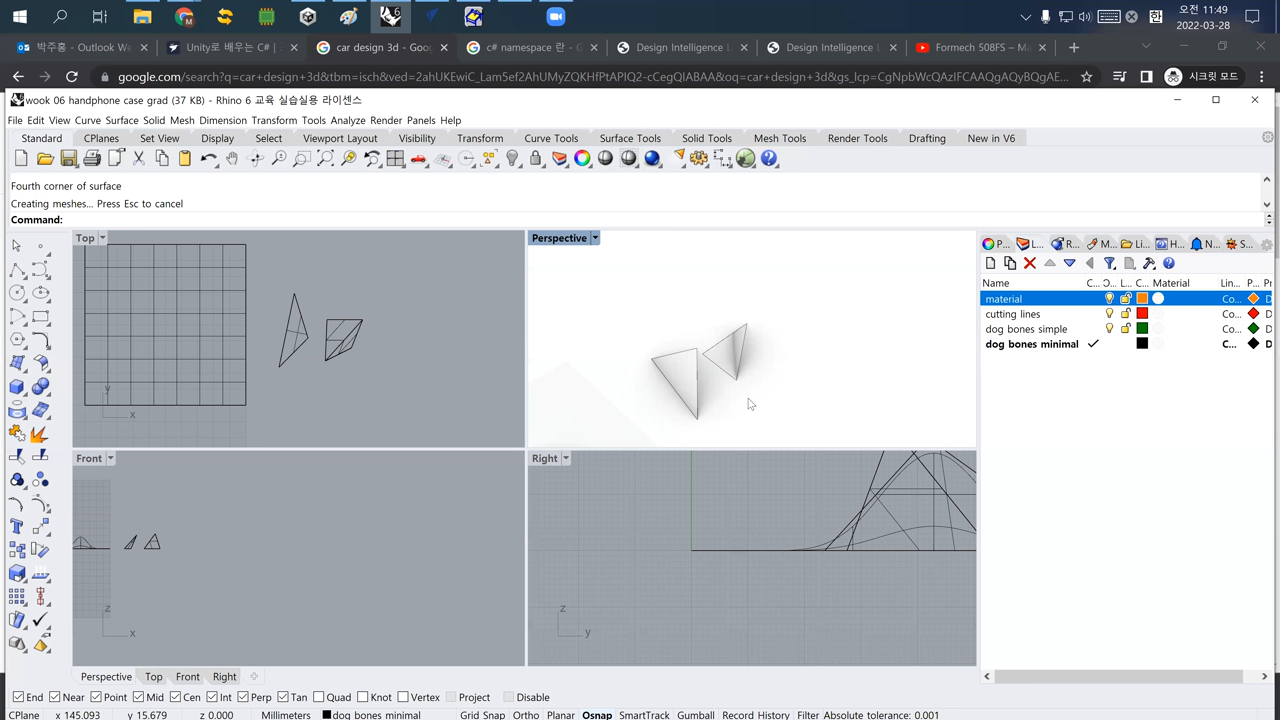 오전 11:49
한
2022-03-28
박주홍 - Outlook We
Unity로 배우는 C# |
car design 3d - Goo
c# namespace 란 - G
Design Intelligence L
Design Intelligence L
Formech 508FS – Ma
google.com/search?q=car+design+3d&tbm=isch&ved=2ahUKEwiC_Lam5ef2AhUMyZQKHfPtAPIQ2-cCegQIABAA&oq=car+design+3d&gs_lcp=CgNpbWcQAzIFCAAQgAQyBQgAE...
시크릿 모드
wook 06 handphone case grad (37 KB) - Rhino 6 교육 실습실용 라이센스
File Edit View Curve Surface Solid Mesh Dimension Transform Tools Analyze Render Panels Help
Standard CPlanes Set View Display Select Viewport Layout Visibility Transform Curve Tools Surface Tools Solid Tools Mesh Tools Render Tools Drafting New in V6
Fourth corner of surface
Creating meshes... Press Esc to cancel
Command:
Top
Perspective
P... L... R... M... Li... H... N... S...
Name C... Material Lin... P...
material Co...
cutting lines Co...
dog bones simple Co...
dog bones minimal C...
y
x
Front
Right
z
x
z
y
Perspective Top Front Right
End Near Point Mid Cen Int Perp Tan Quad Knot Vertex Project Disable
CPlane x 145.093 y 15.679 z 0.000 Millimeters dog bones minimal Grid Snap Ortho Planar Osnap SmartTrack Gumball Record History Filter Absolute tolerance: 0.001